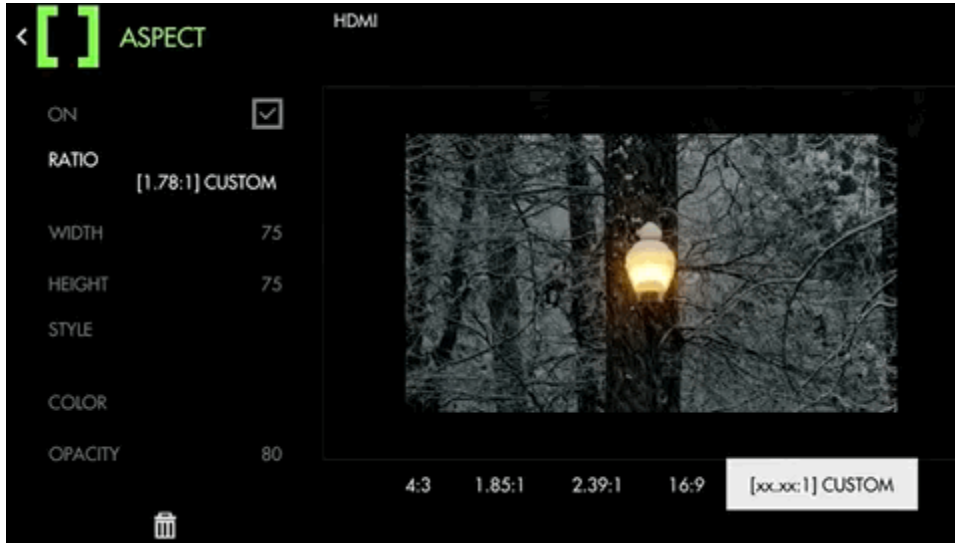 ASPECT
HDMI
ON
RATIO
[1.78:1] CUSTOM
WIDTH 75
HEIGHT 75
STYLE
COLOR
OPACITY 80
4:3 1.85:1 2.39:1 16:9 [xx.xx:1] CUSTOM